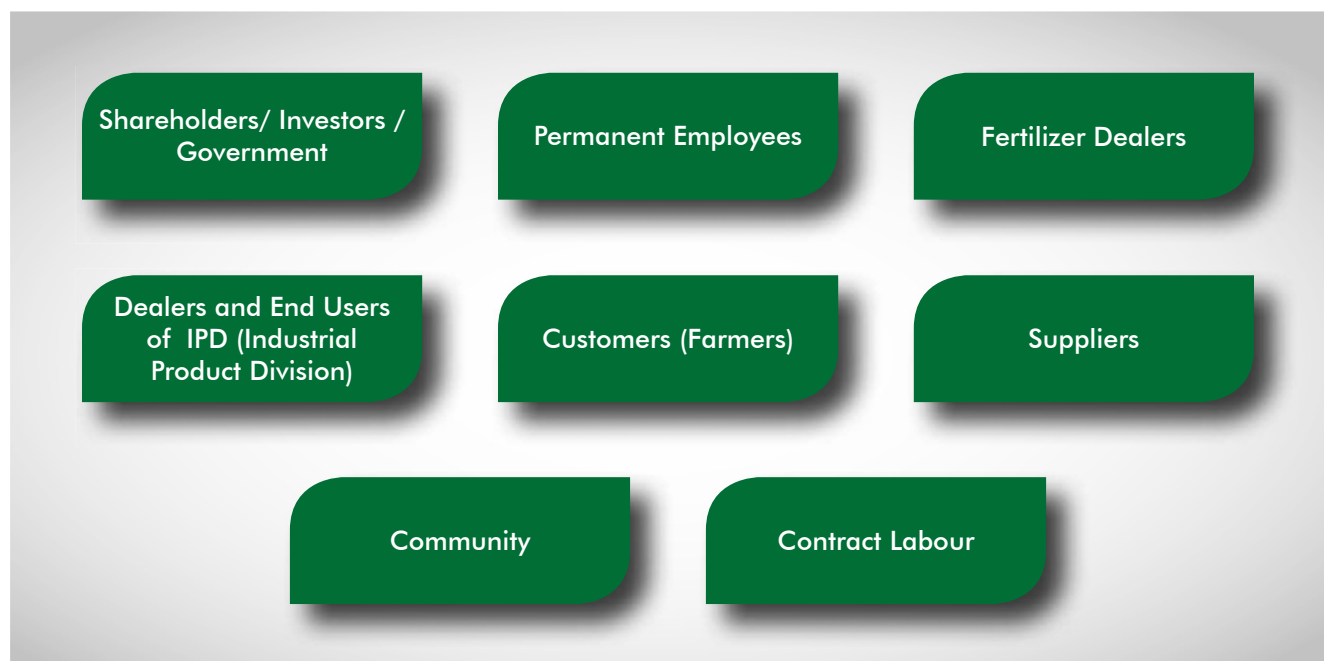 Shareholders/ Investors /
Government
Permanent Employees
Fertilizer Dealers
Dealers and End Users
of IPD (Industrial
Product Division)
Customers (Farmers)
Suppliers
Community
Contract Labour